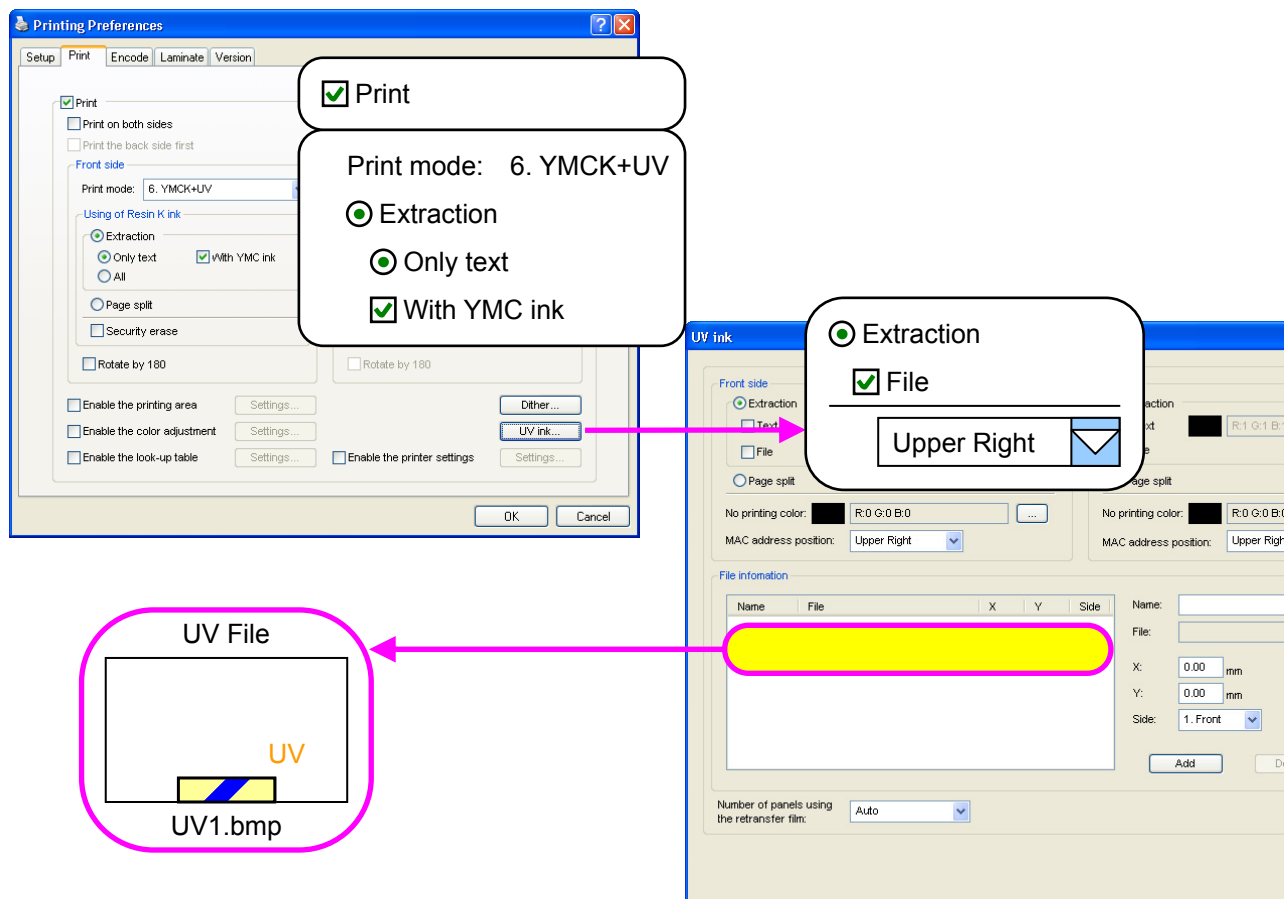 Printing Preferences
Setup Print Encode Laminate Version
Print
Print on both sides
Print the back side first
Front side
Print mode: 6. YMCK+UV
Using of Resin K ink
Extraction
Only text With YMC ink
All
Page split
Security erase
Rotate by 180 Rotate by 180
Enable the printing area Settings... Dither...
Enable the color adjustment Settings... UV ink...
Enable the look-up table Settings... Enable the printer settings Settings...
OK Cancel
Print
Print mode: 6. YMCK+UV
Extraction
Only text
With YMC ink
UV ink
Front side
Extraction
Text
File
Page split
No printing color: R:0 G:0 B:0 ...
MAC address position: Upper Right
R:1 G:1 B:
No printing color: R:0 G:0 B:0
MAC address position:
Extraction
File
Upper Right
File infomation
Name File X Y Side
Name:
File:
X: 0.00 mm
Y: 0.00 mm
Side: 1. Front
Add
Number of panels using
the retransfer film:
Auto
UV File
UV
UV1.bmp